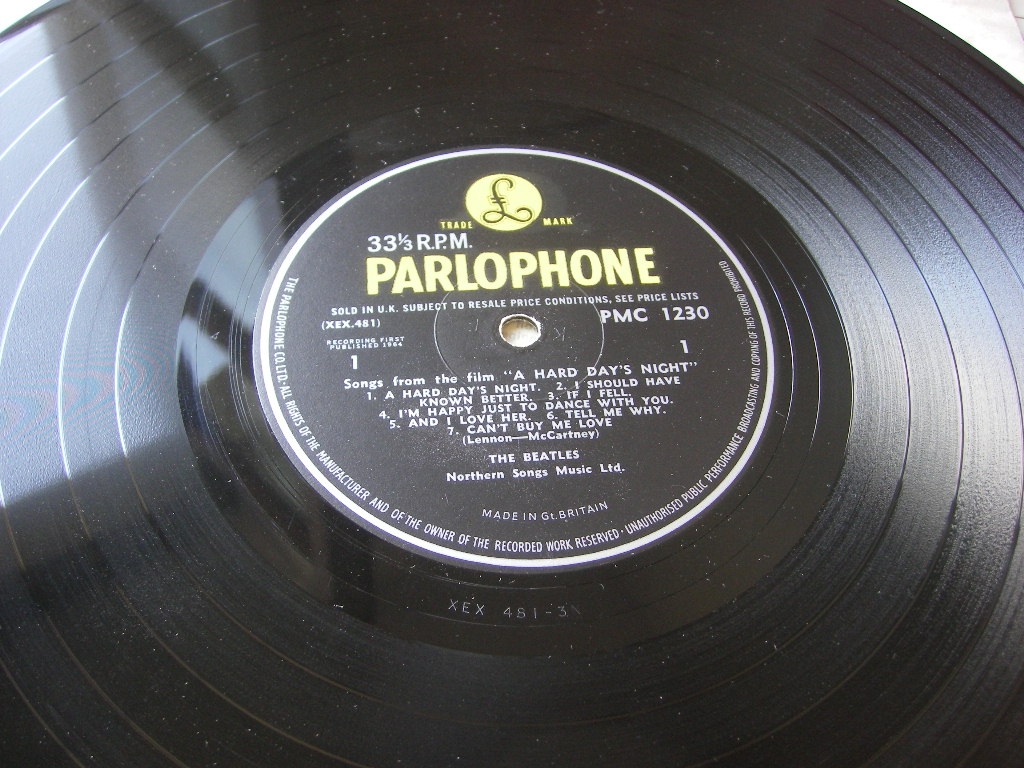 £
TRADE MARK
33⅓ R.P.M.
PARLOPHONE
SOLD IN U.K. SUBJECT TO RESALE PRICE CONDITIONS, SEE PRICE LISTS
(XEX.481)
PMC 1230
RECORDING FIRST
PUBLISHED 1964
1
1
Songs from the film "A HARD DAY'S NIGHT"
1. A HARD DAY'S NIGHT. 2. I SHOULD HAVE
KNOWN BETTER. 3. IF I FELL.
4. I'M HAPPY JUST TO DANCE WITH YOU.
5. AND I LOVE HER. 6. TELL ME WHY.
7. CAN'T BUY ME LOVE
(Lennon—McCartney)
THE BEATLES
Northern Songs Music Ltd.
MADE IN Gt. BRITAIN
THE PARLOPHONE CO. LTD. · ALL RIGHTS OF THE MANUFACTURER AND OF THE OWNER OF THE RECORDED WORK RESERVED · UNAUTHORISED PUBLIC PERFORMANCE BROADCASTING AND COPYING OF THIS RECORD PROHIBITED
XEX 481-3N